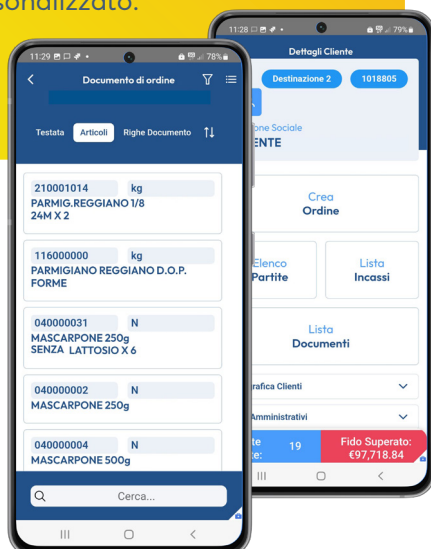 sonalizzato.
11:28
79%
Dettagli Cliente
Destinazione 2
1018805
one Sociale
ENTE
Crea
Ordine
Elenco
Partite
Lista
Incassi
Lista
Documenti
rafica Clienti
Amministrativi
19
Fido Superato:
€97,718.84
11:29
78%
Documento di ordine
Testata
Articoli
Righe Documento
210001014
kg
PARMIG.REGGIANO 1/8
24M X 2
116000000
kg
PARMIGIANO REGGIANO D.O.P.
FORME
040000031
N
MASCARPONE 250g
SENZA LATTOSIO X 6
040000002
N
MASCARPONE 250g
040000004
N
MASCARPONE 500g
Cerca...